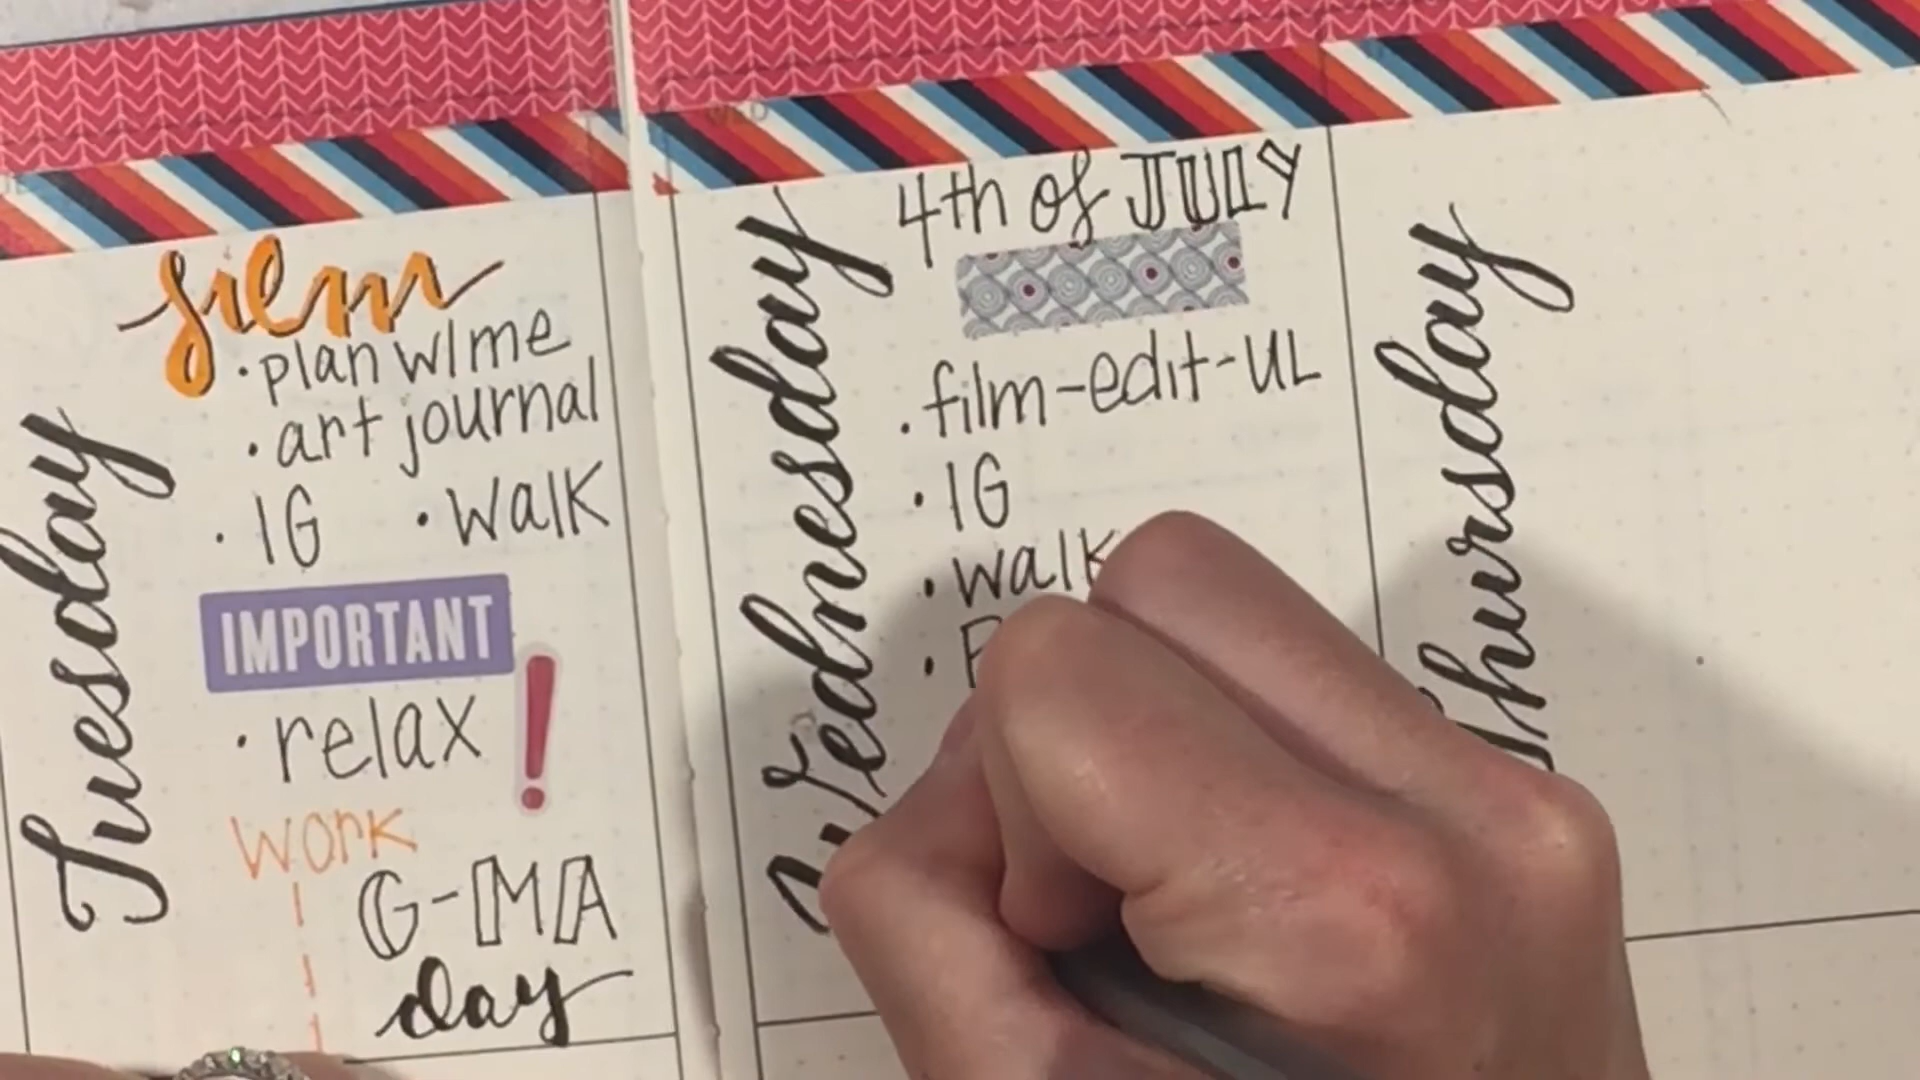 Tuesday
film
· plan w/me
· art journal
· IG · Walk
IMPORTANT
· relax !
work
G-MA
day
Wednesday
4th of JULY
· film-edit-UL
· IG
· walk
Thursday